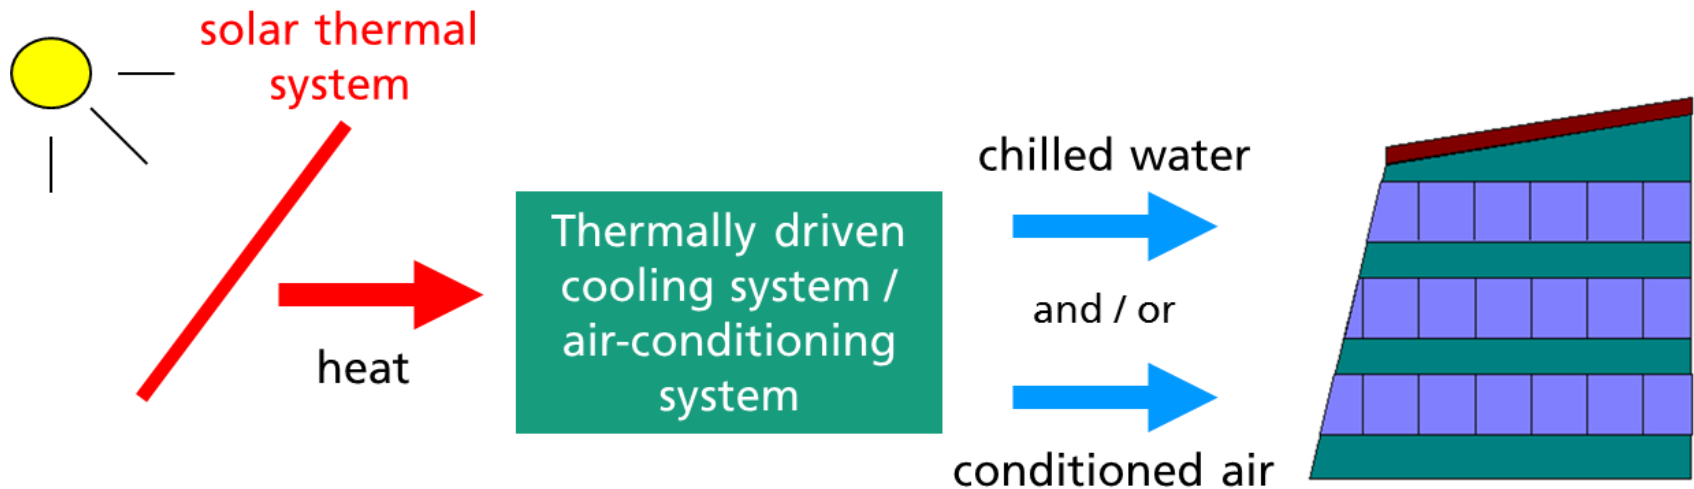 solar thermal
system
heat
Thermally driven
cooling system /
air-conditioning
system
chilled water
and / or
conditioned air